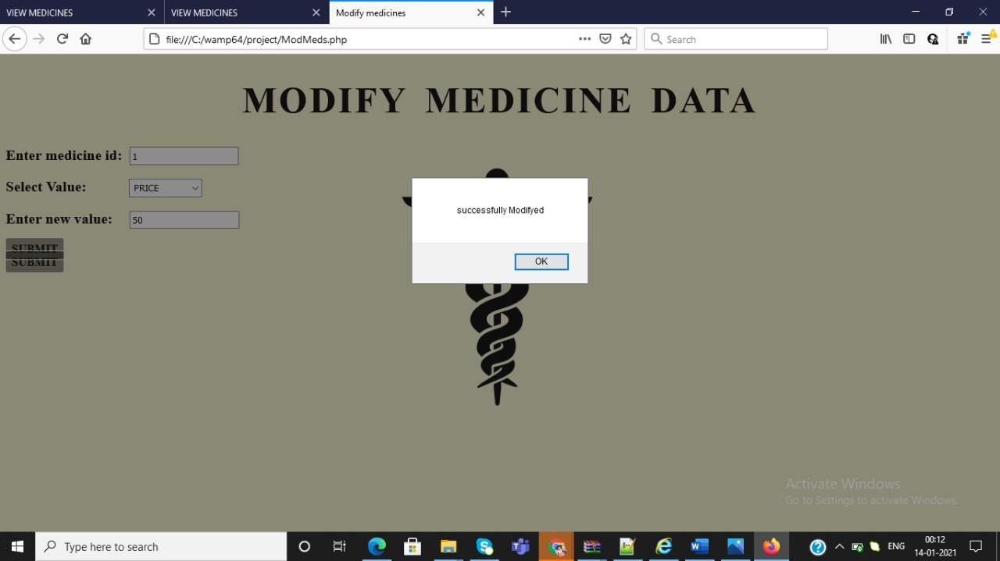 VIEW MEDICINES
VIEW MEDICINES
Modify medicines
file:///C:/wamp64/project/ModMeds.php
Search
MODIFY MEDICINE DATA
Enter medicine id: 1
Select Value: PRICE
Enter new value: 50
SUBMIT
SUBMIT
successfully Modifyed
OK
Activate Windows
Go to Settings to activate Windows.
Type here to search
ENG
00:12
14-01-2021